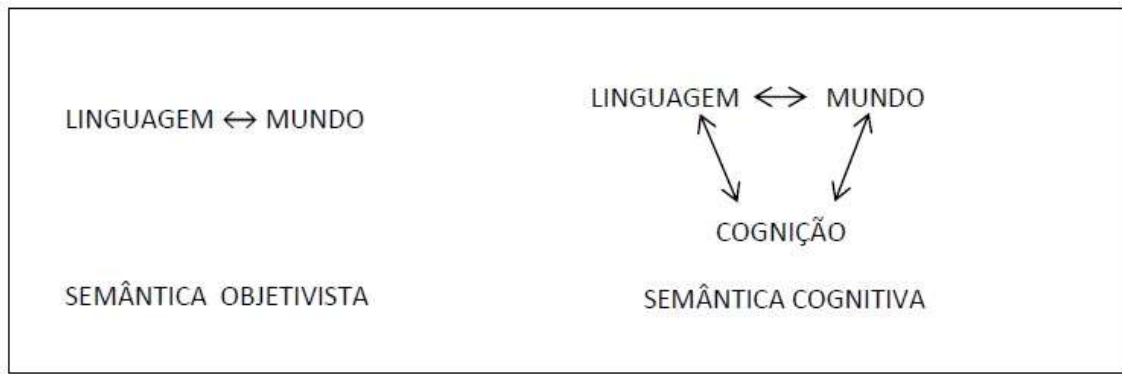 LINGUAGEM ↔ MUNDO
SEMÂNTICA OBJETIVISTA
LINGUAGEM ↔ MUNDO
COGNIÇÃO
SEMÂNTICA COGNITIVA